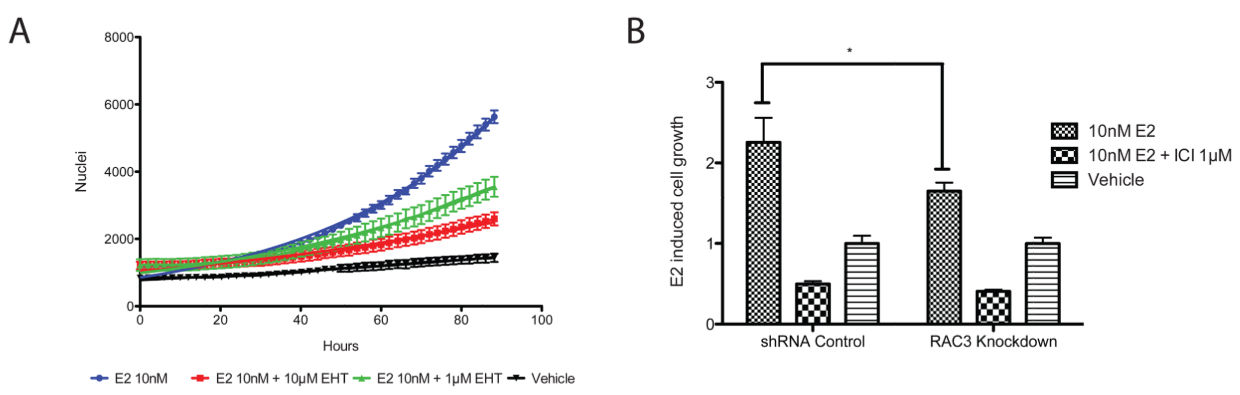 A
8000
6000
4000
2000
0
Nuclei
0 20 40 60 80 100
Hours
E2 10nM E2 10nM + 10µM EHT E2 10nM + 1µM EHT Vehicle
B
*
3
2
1
0
E2 induced cell growth
shRNA Control RAC3 Knockdown
10nM E2
10nM E2 + ICI 1µM
Vehicle